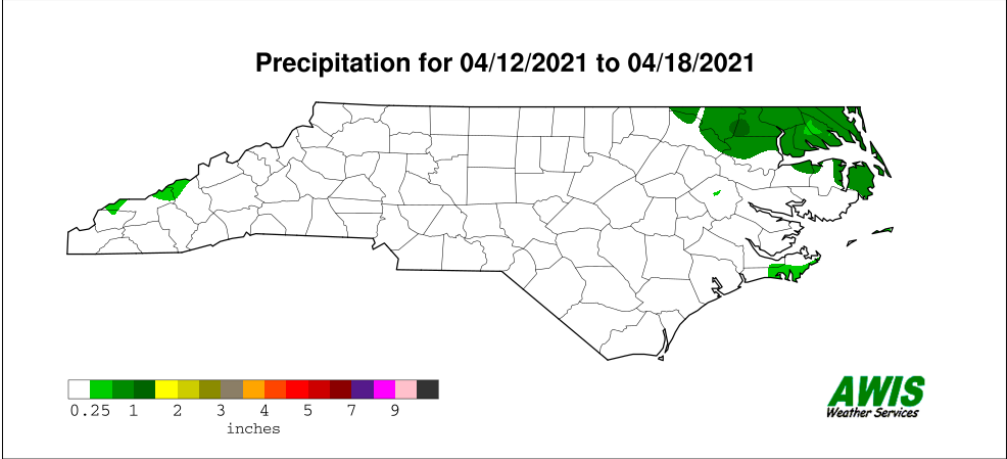 Precipitation for 04/12/2021 to 04/18/2021
0.25 1 2 3 4 5 7 9
inches
AWIS
Weather Services